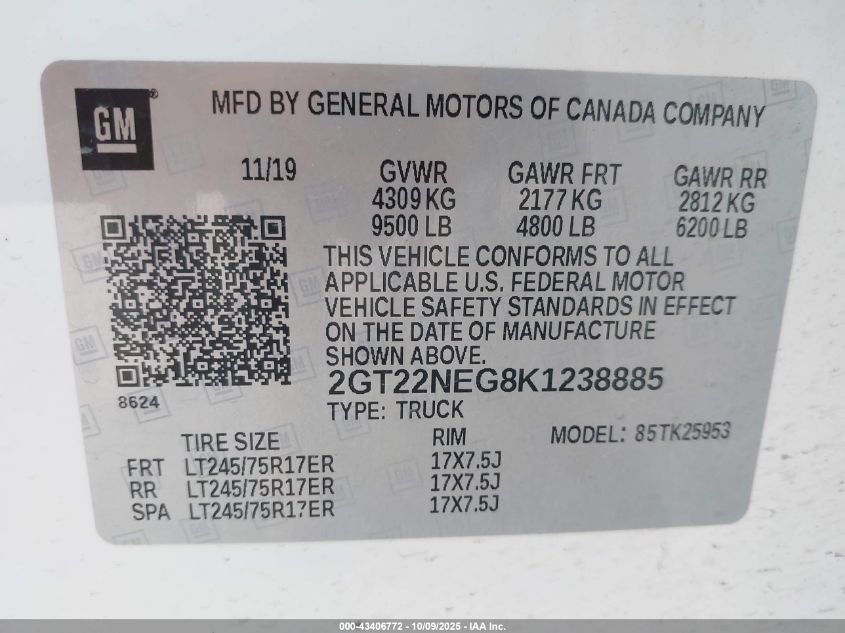 GM®
MFD BY GENERAL MOTORS OF CANADA COMPANY
11/19 GVWR GAWR FRT GAWR RR
4309 KG 2177 KG 2812 KG
9500 LB 4800 LB 6200 LB
THIS VEHICLE CONFORMS TO ALL
APPLICABLE U.S. FEDERAL MOTOR
VEHICLE SAFETY STANDARDS IN EFFECT
ON THE DATE OF MANUFACTURE
SHOWN ABOVE.
8624
2GT22NEG8K1238885
TYPE: TRUCK
MODEL: 85TK25953
TIRE SIZE RIM
FRT LT245/75R17ER 17X7.5J
RR LT245/75R17ER 17X7.5J
SPA LT245/75R17ER 17X7.5J
000-43406772 - 10/09/2025 - IAA Inc.